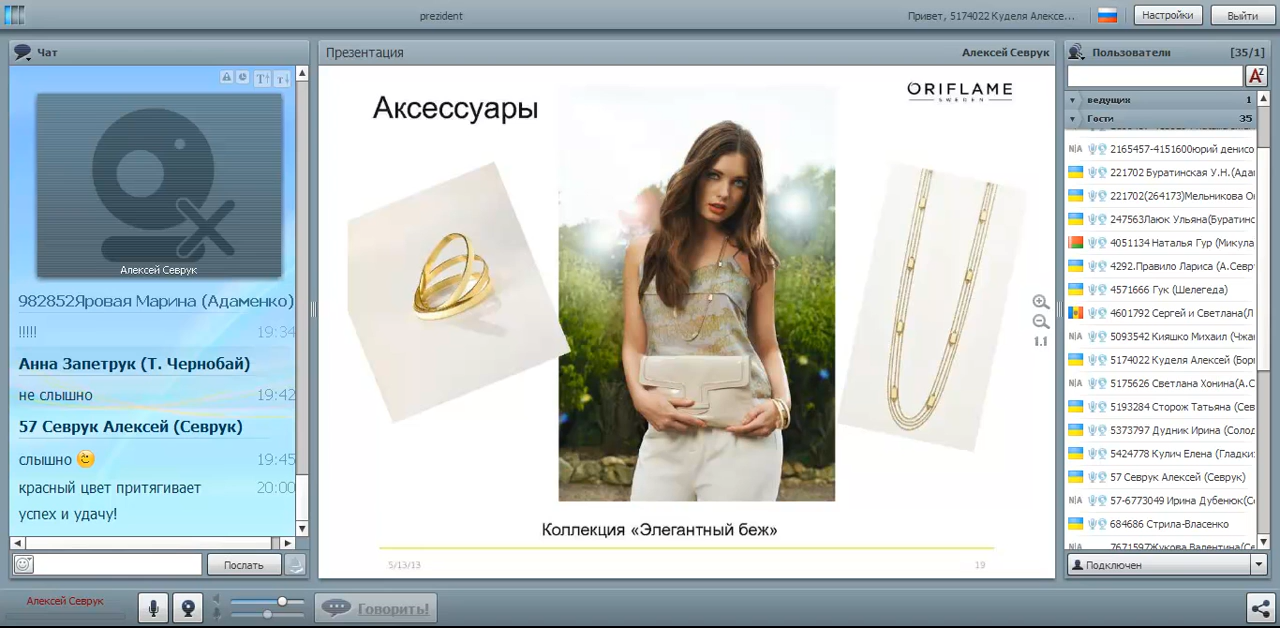 prezident
Привет, 5174022 Куделя Алексе...
Настройки
Выйти
Чат
Алексей Севрук
982852Яровая Марина (Адаменко)
!!!!!
19:34
Анна Запетрук (Т. Чернобай)
не слышно
19:42
57 Севрук Алексей (Севрук)
слышно
19:45
красный цвет притягивает
20:00
успех и удачу!
Послать
Презентация
Алексей Севрук
Аксессуары
ORIFLAME
SWEDEN
Коллекция «Элегантный беж»
5/13/13
19
1:1
Пользователи
[35/1]
ведущих
1
Гости
35
N|A 2165457-4151600юрий денисо
221702 Буратинская У.Н.(Адаг
221702(264173)Мельникова О
247563Лаюк Ульяна(Буратинс
4051134 Наталья Гур (Микула
4292.Правило Лариса (А.Севр
4571666 Гук (Шелегеда)
4601792 Сергей и Светлана(Л
N|A 5093542 Кияшко Михаил (Чжа
5174022 Куделя Алексей (Бор
N|A 5175626 Светлана Хонина(А.С
5193284 Сторож Татьяна (Сев
5373797 Дудник Ирина (Солод
5424778 Кулич Елена (Гладки
57 Севрук Алексей (Севрук)
N|A 57-6773049 Ирина Дубенюк(Се
684686 Стрила-Власенко
N|A 7671597Жукова Валентина(Се
Подключен
Алексей Севрук
Говорить!